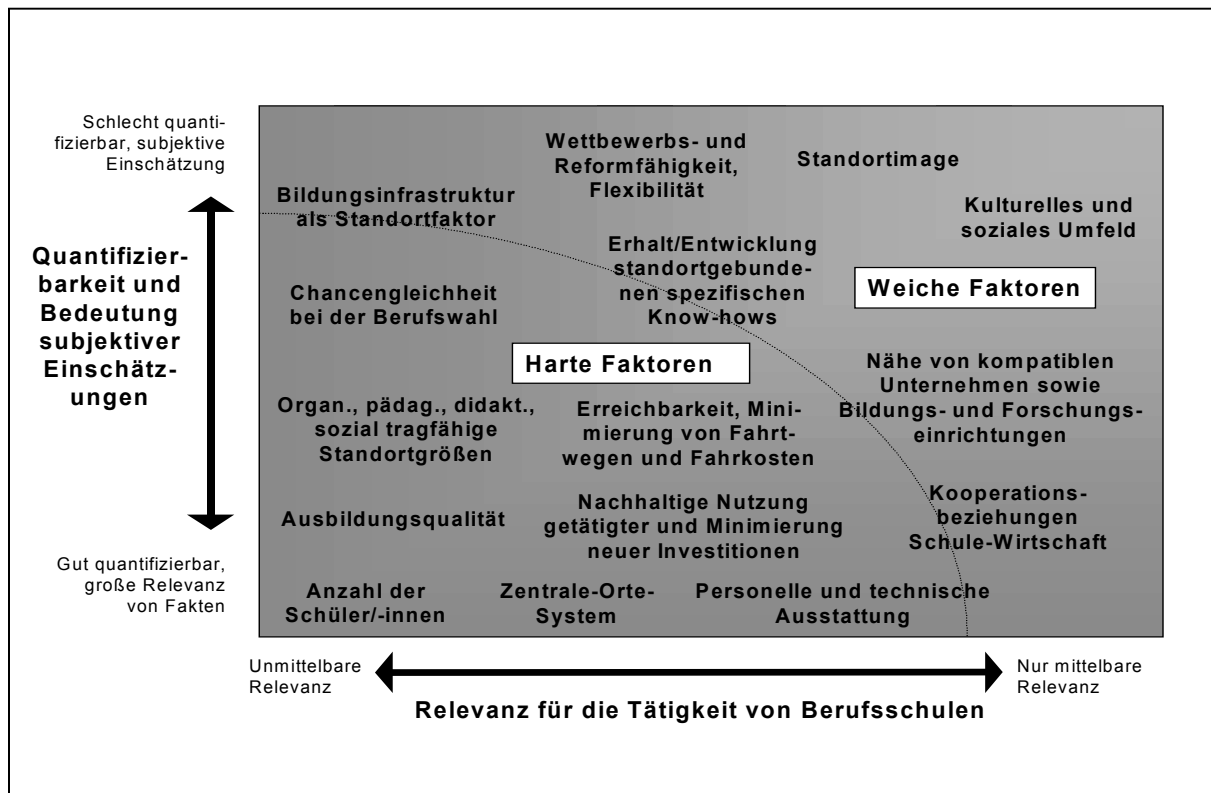 Schlecht quanti-
fizierbar, subjektive
Einschätzung)
Quantifizier-
barkeit und
Bedeutung
subjektiver
Einschätz-
ungen
Gut quantifizierbar,
große Relevanz
von Fakten)
Wettbewerbs- und
Reformfähigkeit,
Flexibilität
Standortimage
Bildungsinfrastruktur
als Standortfaktor
Kulturelles und
soziales Umfeld
Erhalt/Entwicklung
standortgebunde-
nen spezifischen
Know-hows
Weiche Faktoren
Chancengleichheit
bei der Berufswahl
Harte Faktoren
Nähe von kompatiblen
Unternehmen sowie
Bildungs- und Forschungs-
einrichtungen
Organ., pädag., didakt.,
sozial tragfähige
Standortgrößen
Erreichbarkeit, Mini-
mierung von Fahrt-
wegen und Fahrkosten
Ausbildungsqualität
Nachhaltige Nutzung
getätigter und Minimierung
neuer Investitionen
Kooperations-
beziehungen
Schule-Wirtschaft
Anzahl der
Schüler/-innen
Zentrale-Orte-
System
Personelle und technische
Ausstattung
Unmittelbare
Relevanz
Nur mittelbare
Relevanz
Relevanz für die Tätigkeit von Berufsschulen